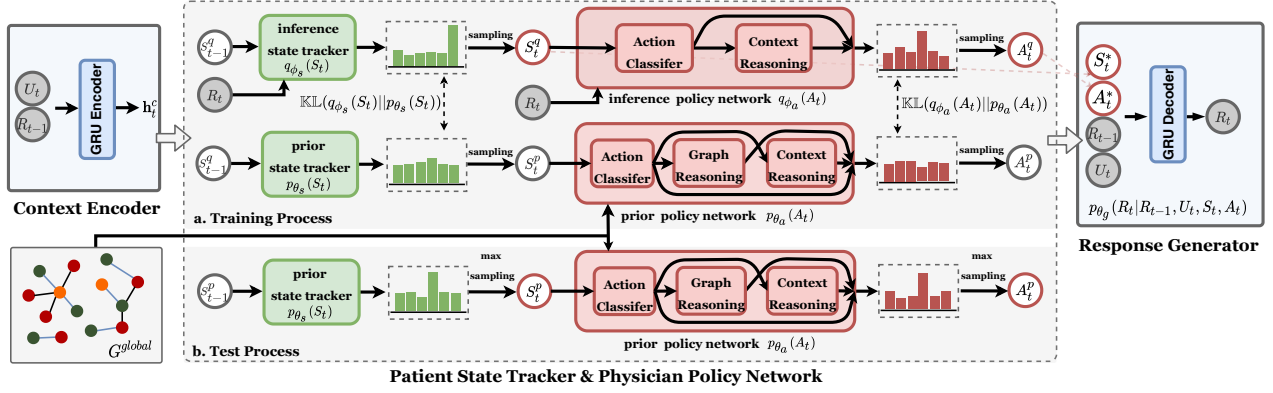 U_t
R_{t-1}
GRU Encoder
h_t^c
Context Encoder
G^{global}
S_{t-1}^q
R_t
inference
state tracker
q_{ϕ_s}(S_t)
sampling
S_t^q
R_t
Action
Classifer
Context
Reasoning
inference policy network q_{ϕ_a}(A_t)
sampling
A_t^q
𝕂𝕃(q_{ϕ_s}(S_t)||p_{θ_s}(S_t))
𝕂𝕃(q_{ϕ_a}(A_t)||p_{θ_a}(A_t))
S_{t-1}^q
prior
state tracker
p_{θ_s}(S_t)
sampling
S_t^p
Action
Classifer
Graph
Reasoning
Context
Reasoning
prior policy network p_{θ_a}(A_t)
sampling
A_t^p
a. Training Process
S_{t-1}^p
prior
state tracker
p_{θ_s}(S_t)
max
sampling
S_t^p
Action
Classifer
Graph
Reasoning
Context
Reasoning
prior policy network p_{θ_a}(A_t)
max
sampling
A_t^p
b. Test Process
Patient State Tracker & Physician Policy Network
S_t^*
A_t^*
R_{t-1}
U_t
GRU Decoder
R_t
p_{θ_g}(R_t|R_{t-1}, U_t, S_t, A_t)
Response Generator